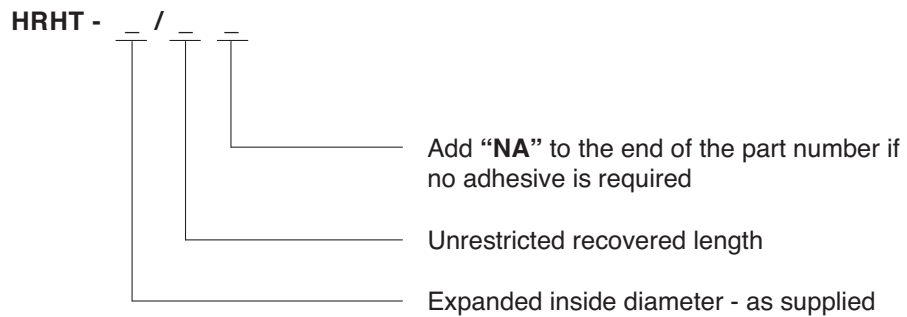 HRHT - _ / _ _
Add “NA” to the end of the part number if
no adhesive is required
Unrestricted recovered length
Expanded inside diameter - as supplied